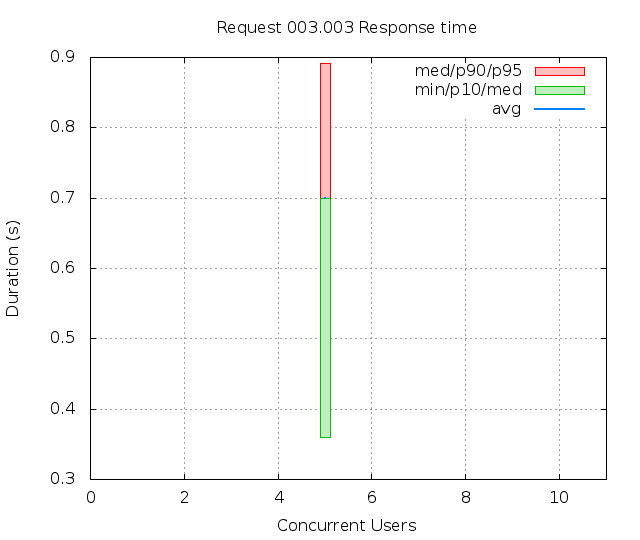 Request 003.003 Response time
0.9
0.8
0.7
0.6
0.5
0.4
0.3
Duration (s)
med/p90/p95
min/p10/med
avg
0 2 4 6 8 10
Concurrent Users